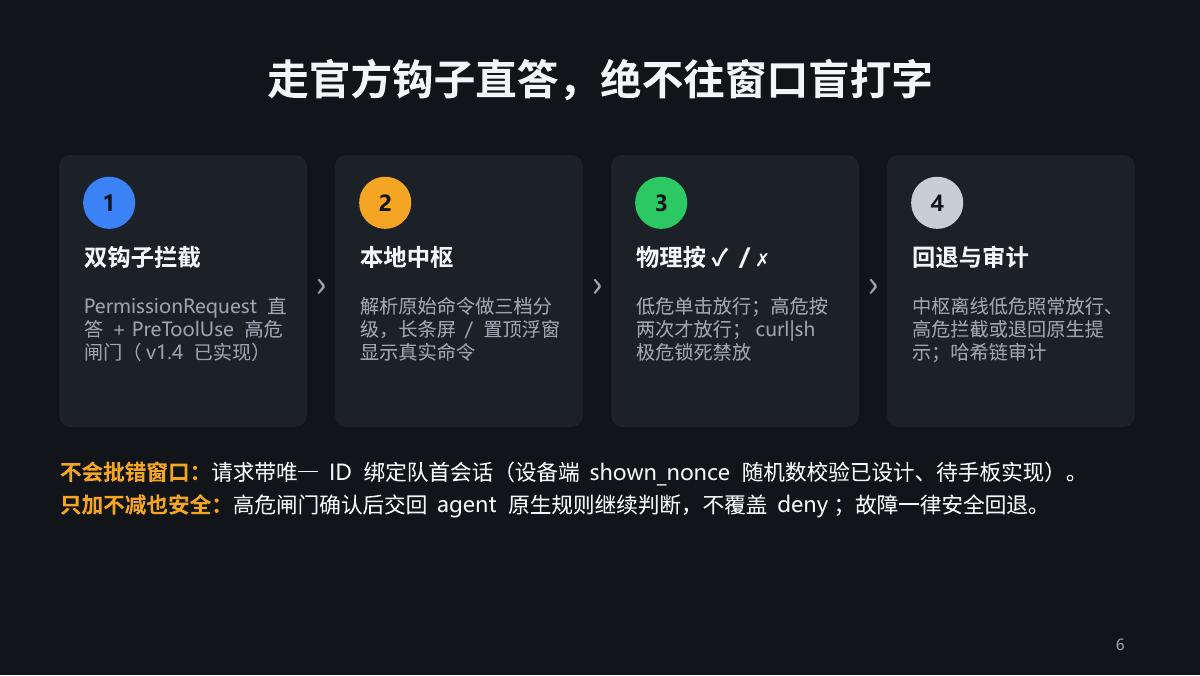 走官方钩子直答，绝不往窗口盲打字
1
双钩子拦截
PermissionRequest 直
答 + PreToolUse 高危
闸门（ v1.4 已实现）
›
2
本地中枢
解析原始命令做三档分
级，长条屏 / 置顶浮窗
显示真实命令
›
3
物理按 ✓ / ✗
低危单击放行；高危按
两次才放行； curl|sh
极危锁死禁放
›
4
回退与审计
中枢离线低危照常放行、
高危拦截或退回原生提
示；哈希链审计
不会批错窗口：请求带唯一 ID 绑定队首会话（设备端 shown_nonce 随机数校验已设计、待手板实现）。
只加不减也安全：高危闸门确认后交回 agent 原生规则继续判断，不覆盖 deny ；故障一律安全回退。
6